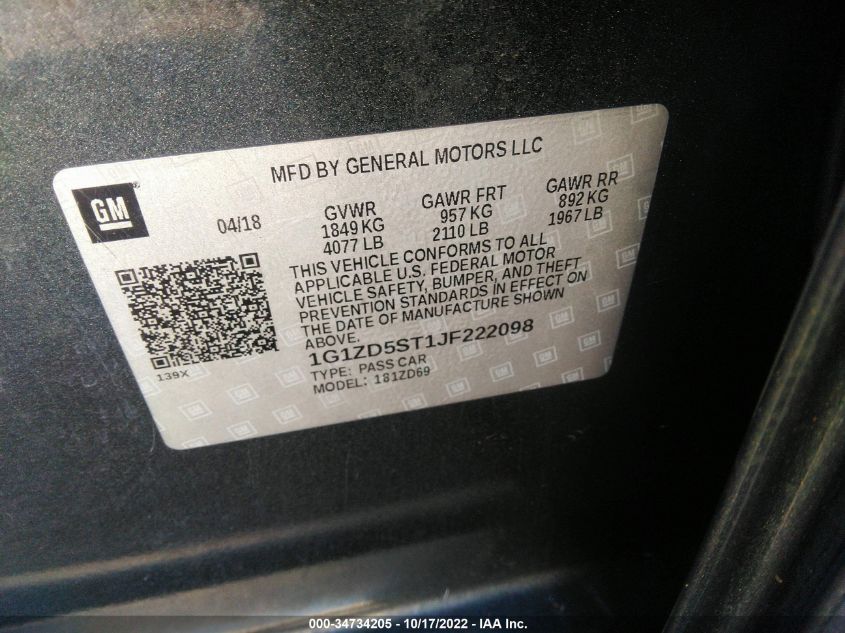 MFD BY GENERAL MOTORS LLC
GM
04/18
GVWR
1849 KG
4077 LB
GAWR FRT
957 KG
2110 LB
GAWR RR
892 KG
1967 LB
THIS VEHICLE CONFORMS TO ALL
APPLICABLE U.S. FEDERAL MOTOR
VEHICLE SAFETY, BUMPER, AND THEFT
PREVENTION STANDARDS IN EFFECT ON
THE DATE OF MANUFACTURE SHOWN
ABOVE.
1G1ZD5ST1JF222098
TYPE: PASS CAR
MODEL: 181ZD69
139X
000-34734205 - 10/17/2022 - IAA Inc.